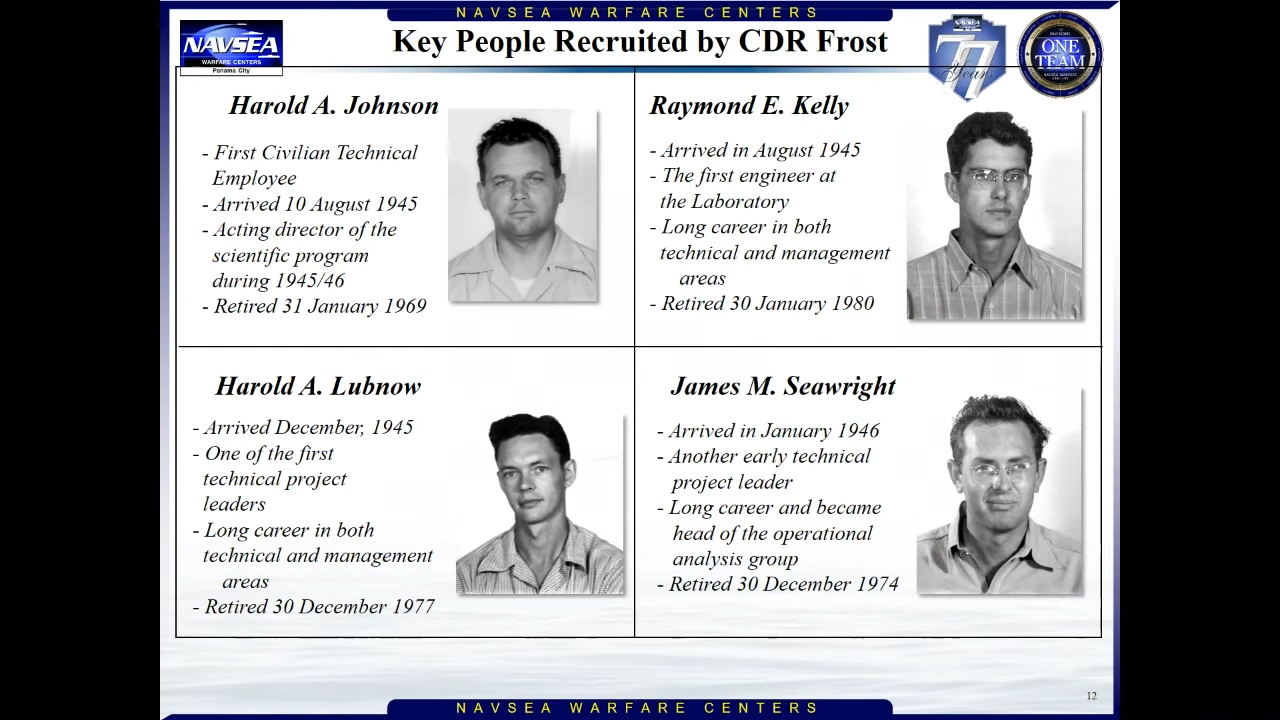 NAVSEA WARFARE CENTERS
Key People Recruited by CDR Frost
NAVSEA
WARFARE CENTERS
Panama City
NAVSEA
77
Years
ONE
TEAM
NAVSEA WARFARE
CENTERS
Harold A. Johnson
- First Civilian Technical
Employee
- Arrived 10 August 1945
- Acting director of the
scientific program
during 1945/46
- Retired 31 January 1969
Raymond E. Kelly
- Arrived in August 1945
- The first engineer at
the Laboratory
- Long career in both
technical and management
areas
- Retired 30 January 1980
Harold A. Lubnow
- Arrived December, 1945
- One of the first
technical project
leaders
- Long career in both
technical and management
areas
- Retired 30 December 1977
James M. Seawright
- Arrived in January 1946
- Another early technical
project leader
- Long career and became
head of the operational
analysis group
- Retired 30 December 1974
12
NAVSEA WARFARE CENTERS